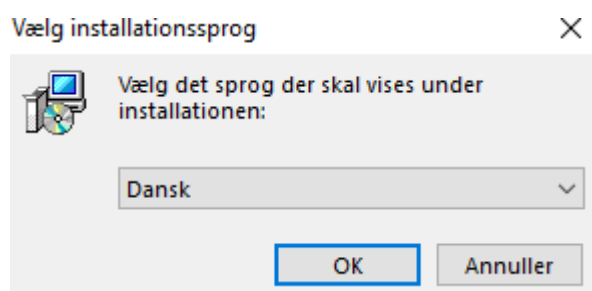 Vælg installationssprog
Vælg det sprog der skal vises under
installationen:
Dansk
OK
Annuller